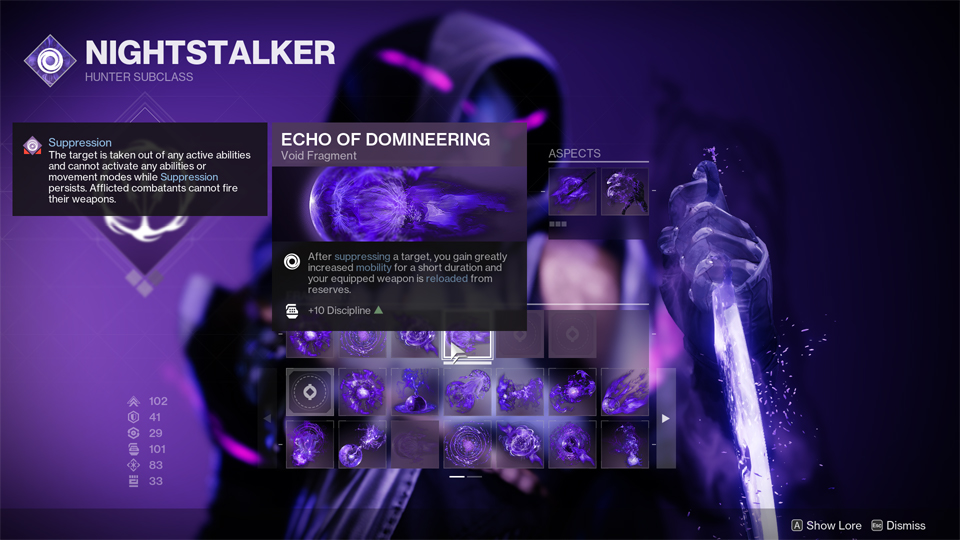 NIGHTSTALKER
HUNTER SUBCLASS
Suppression
The target is taken out of any active abilities
and cannot activate any abilities or
movement modes while Suppression
persists. Afflicted combatants cannot fire
their weapons.
ECHO OF DOMINEERING
Void Fragment
After suppressing a target, you gain greatly
increased mobility for a short duration and
your equipped weapon is reloaded from
reserves.
+10 Discipline
ASPECTS
102
41
29
101
83
33
A Show Lore Esc Dismiss